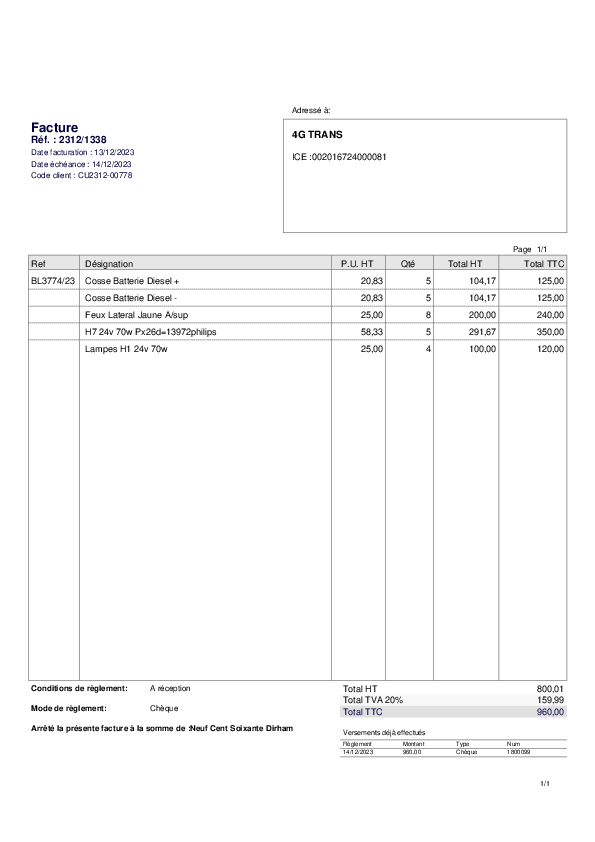 Adressé à:
Facture
Réf. : 2312/1338
Date facturation : 13/12/2023
Date échéance : 14/12/2023
Code client : CU2312-00778
4G TRANS
ICE :002016724000081
Page 1/1
Ref Désignation P.U. HT Qté Total HT Total TTC
BL3774/23 Cosse Batterie Diesel + 20,83 5 104,17 125,00
Cosse Batterie Diesel - 20,83 5 104,17 125,00
Feux Lateral Jaune A/sup 25,00 8 200,00 240,00
H7 24v 70w Px26d=13972philips 58,33 5 291,67 350,00
Lampes H1 24v 70w 25,00 4 100,00 120,00
Conditions de règlement: A réception
Mode de règlement: Chèque
Arrêté la présente facture à la somme de :Neuf Cent Soixante Dirham
Total HT 800,01
Total TVA 20% 159,99
Total TTC 960,00
Versements déjà effectués
Règlement Montant Type Num
14/12/2023 960,00 Chèque 1800099
1/1